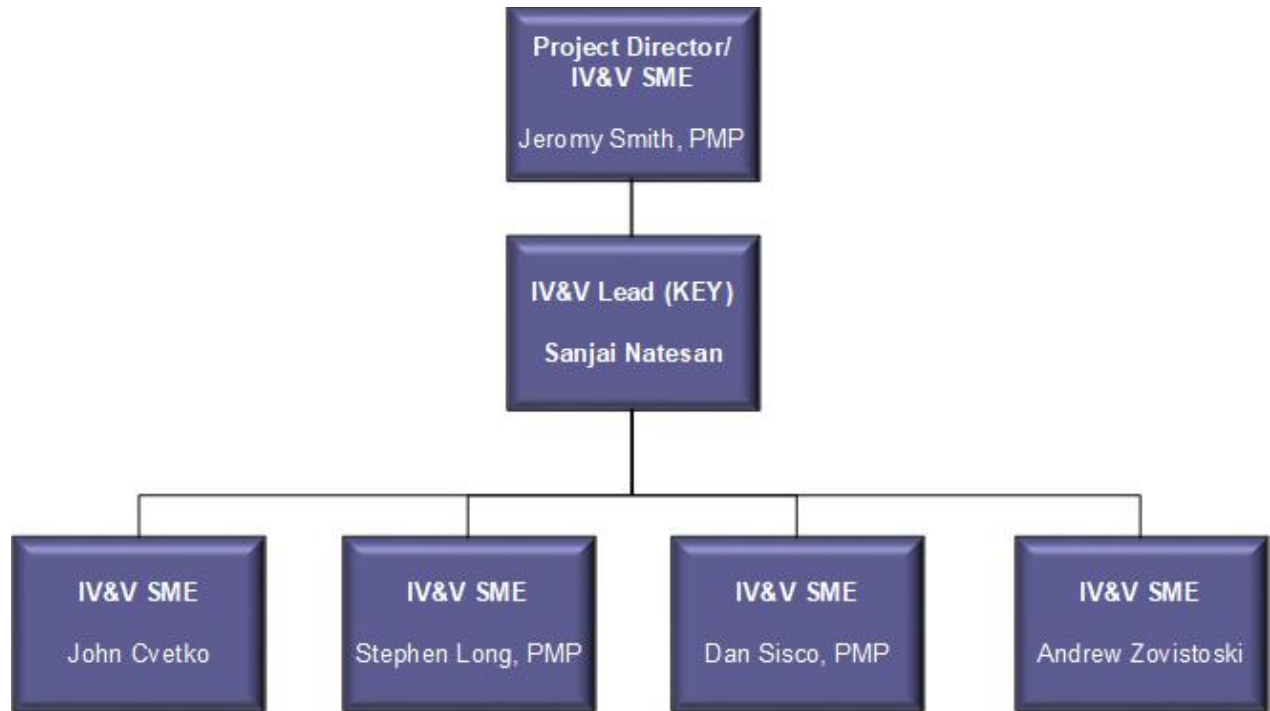 Project Director/
IV&V SME
Jeromy Smith, PMP
IV&V Lead (KEY)
Sanjai Natesan
IV&V SME
John Cvetko
IV&V SME
Stephen Long, PMP
IV&V SME
Dan Sisco, PMP
IV&V SME
Andrew Zovistoski